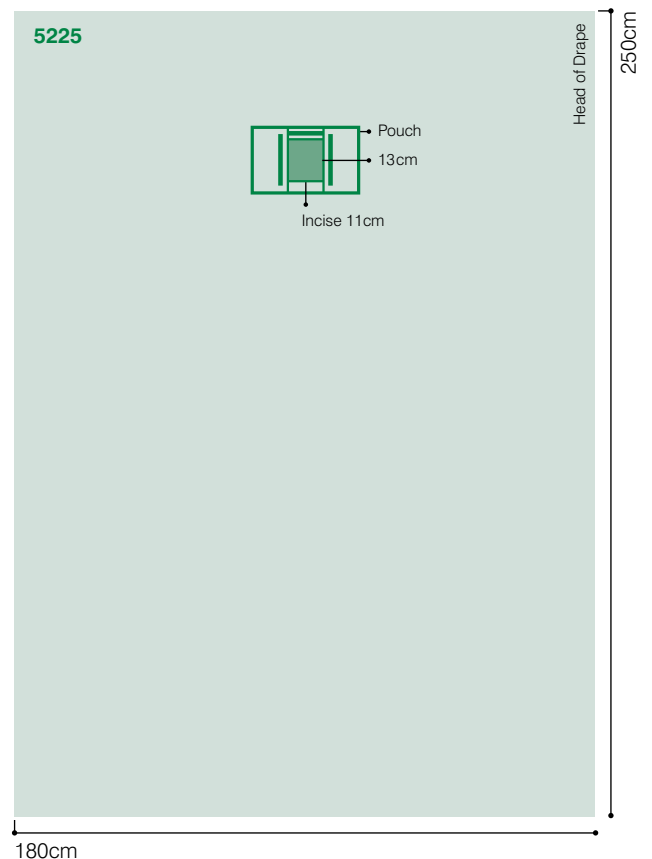 5225
Head of Drape
250cm
Pouch
13cm
Incise 11cm
180cm